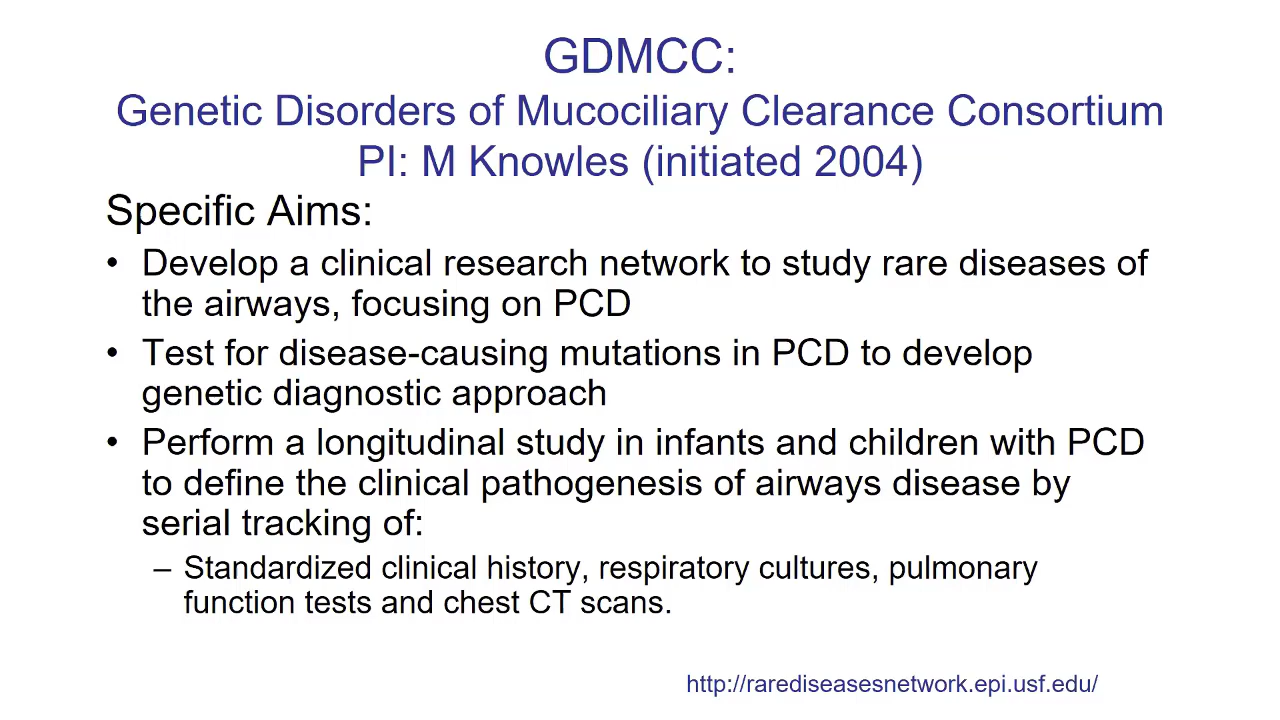 GDMCC:
Genetic Disorders of Mucociliary Clearance Consortium
PI: M Knowles (initiated 2004)
Specific Aims:
• Develop a clinical research network to study rare diseases of
the airways, focusing on PCD
• Test for disease-causing mutations in PCD to develop
genetic diagnostic approach
• Perform a longitudinal study in infants and children with PCD
to define the clinical pathogenesis of airways disease by
serial tracking of:
– Standardized clinical history, respiratory cultures, pulmonary
function tests and chest CT scans.
http://rarediseasesnetwork.epi.usf.edu/